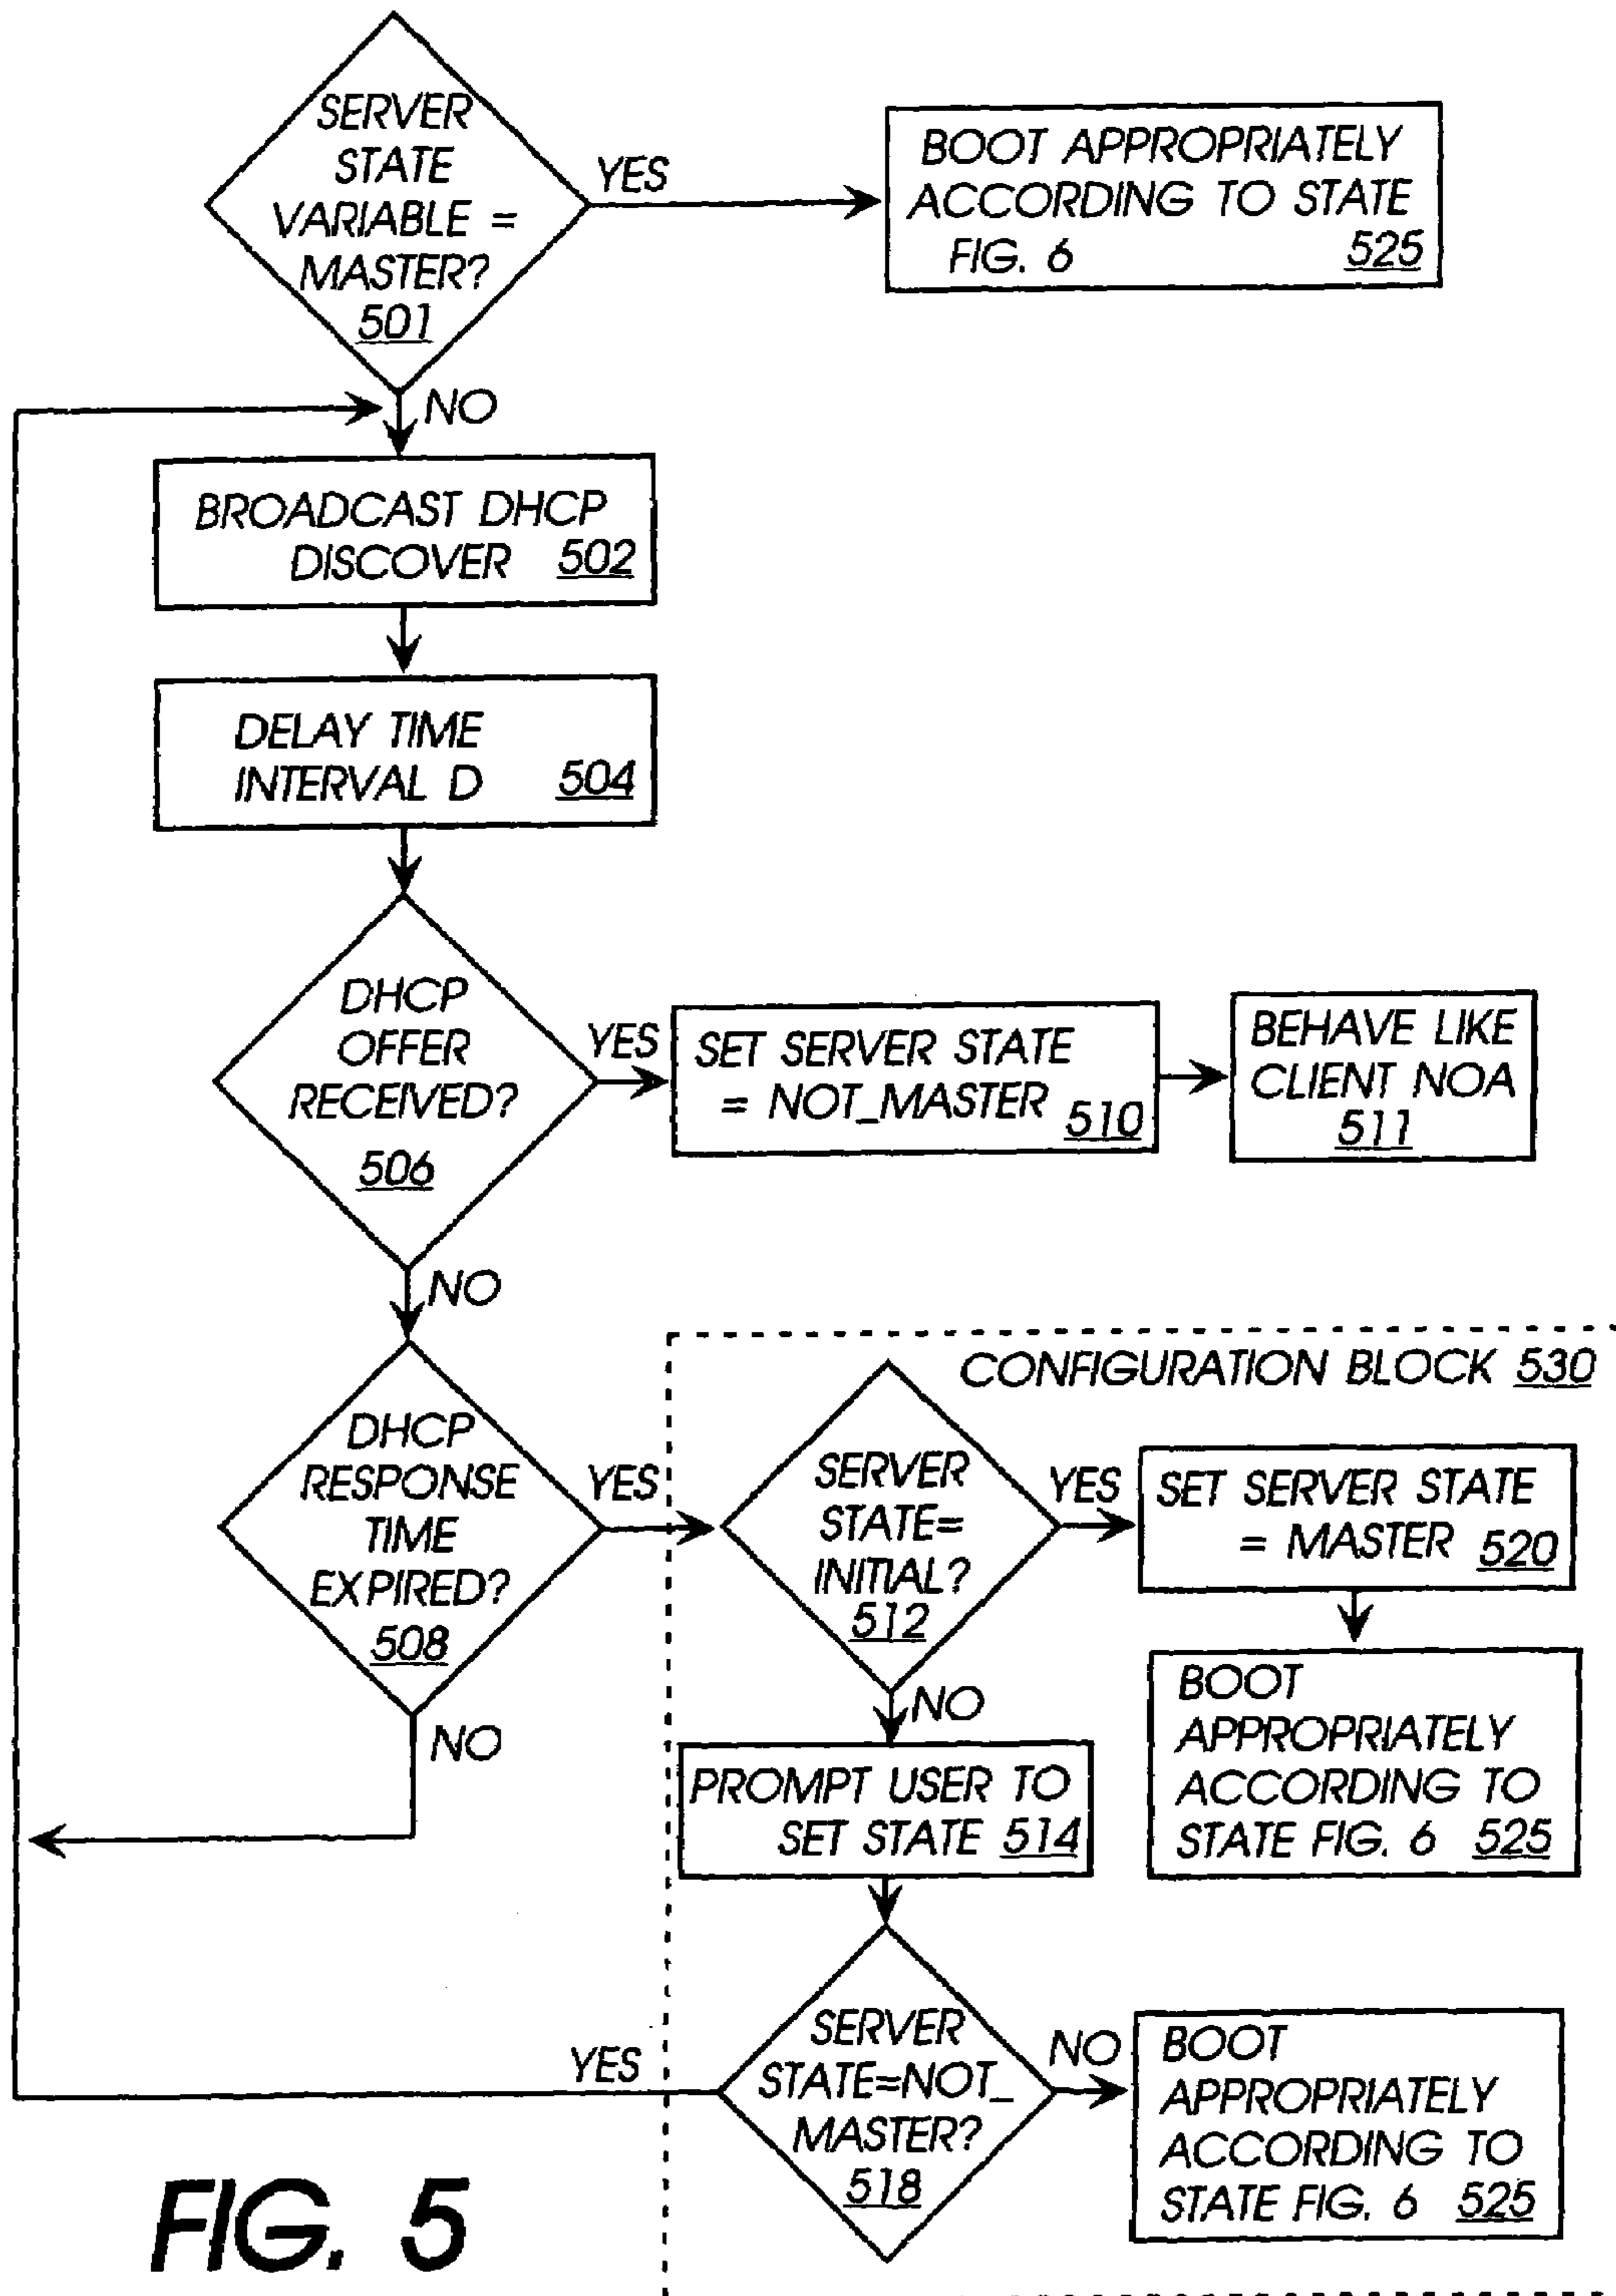 SERVER
STATE
VARIABLE =
MASTER?
501
YES
BOOT APPROPRIATELY
ACCORDING TO STATE
FIG. 6 525
NO
BROADCAST DHCP
DISCOVER 502
DELAY TIME
INTERVAL D 504
DHCP
OFFER
RECEIVED?
506
YES
SET SERVER STATE
= NOT_MASTER 510
BEHAVE LIKE
CLIENT NOA
511
NO
DHCP
RESPONSE
TIME
EXPIRED?
508
YES
NO
CONFIGURATION BLOCK 530
SERVER
STATE=
INITIAL?
512
YES
SET SERVER STATE
= MASTER 520
BOOT
APPROPRIATELY
ACCORDING TO
STATE FIG. 6 525
NO
PROMPT USER TO
SET STATE 514
SERVER
STATE=NOT_
MASTER?
518
YES
NO
BOOT
APPROPRIATELY
ACCORDING TO
STATE FIG. 6 525
FIG. 5